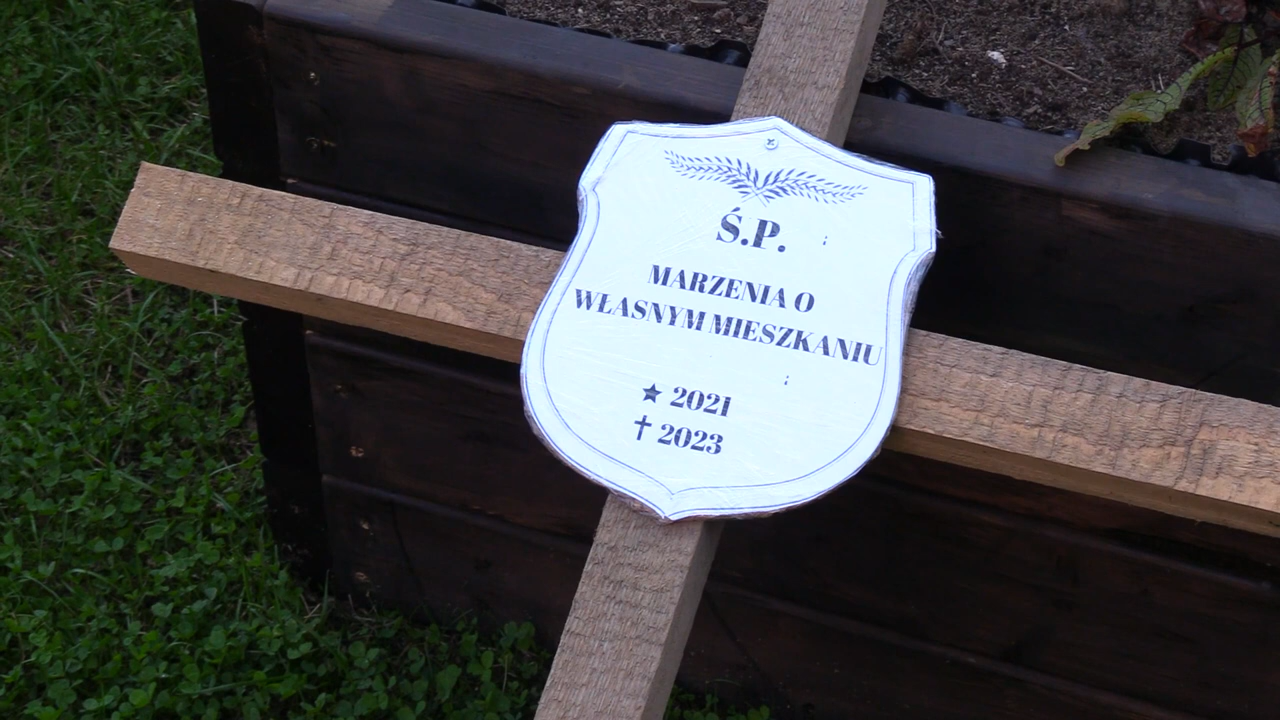 Ś.P.
MARZENIA O
WŁASNYM MIESZKANIU
★ 2021
✝ 2023